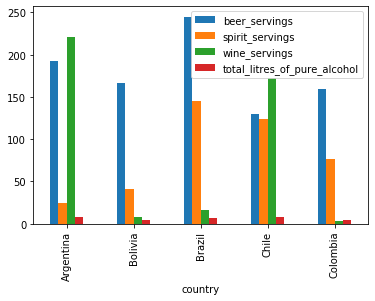 250
200
150
100
50
0
beer_servings
spirit_servings
wine_servings
total_litres_of_pure_alcohol
Argentina
Bolivia
Brazil
Chile
Colombia
country